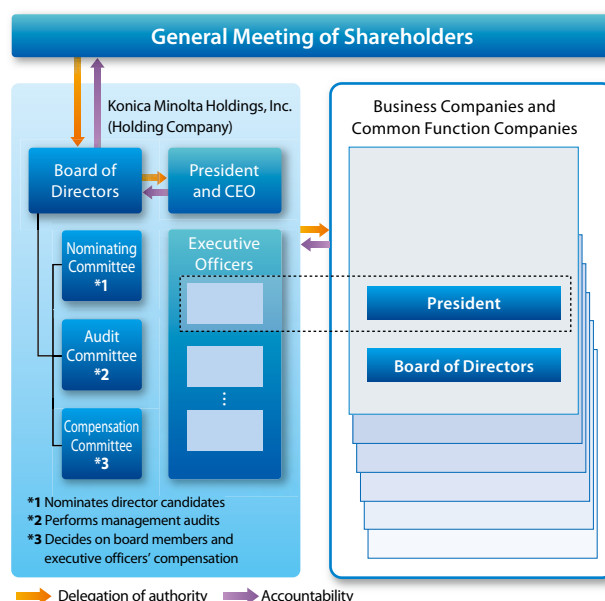 General Meeting of Shareholders
Konica Minolta Holdings, Inc.
(Holding Company)
Board of
Directors
President
and CEO
Nominating
Committee
*1
Audit
Committee
*2
Compensation
Committee
*3
Executive
Officers
*1 Nominates director candidates
*2 Performs management audits
*3 Decides on board members and
executive officers' compensation
Business Companies and
Common Function Companies
President
Board of Directors
Delegation of authority
Accountability